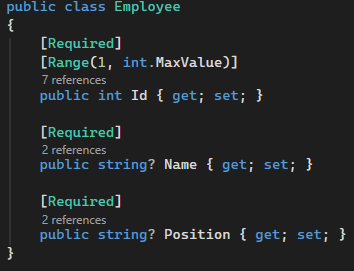 public class Employee
{
[Required]
[Range(1, int.MaxValue)]
7 references
public int Id { get; set; }
[Required]
2 references
public string? Name { get; set; }
[Required]
2 references
public string? Position { get; set; }
}